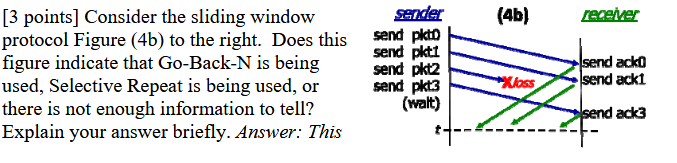 [3 points] Consider the sliding window
protocol Figure (4b) to the right. Does this
figure indicate that Go-Back-N is being
used, Selective Repeat is being used, or
there is not enough information to tell?
Explain your answer briefly. Answer: This
sender (4b) receiver
send pkt0
send pkt1
send pkt2
send pkt3
(wait)
Xloss
send ack0
send ack1
send ack3
t